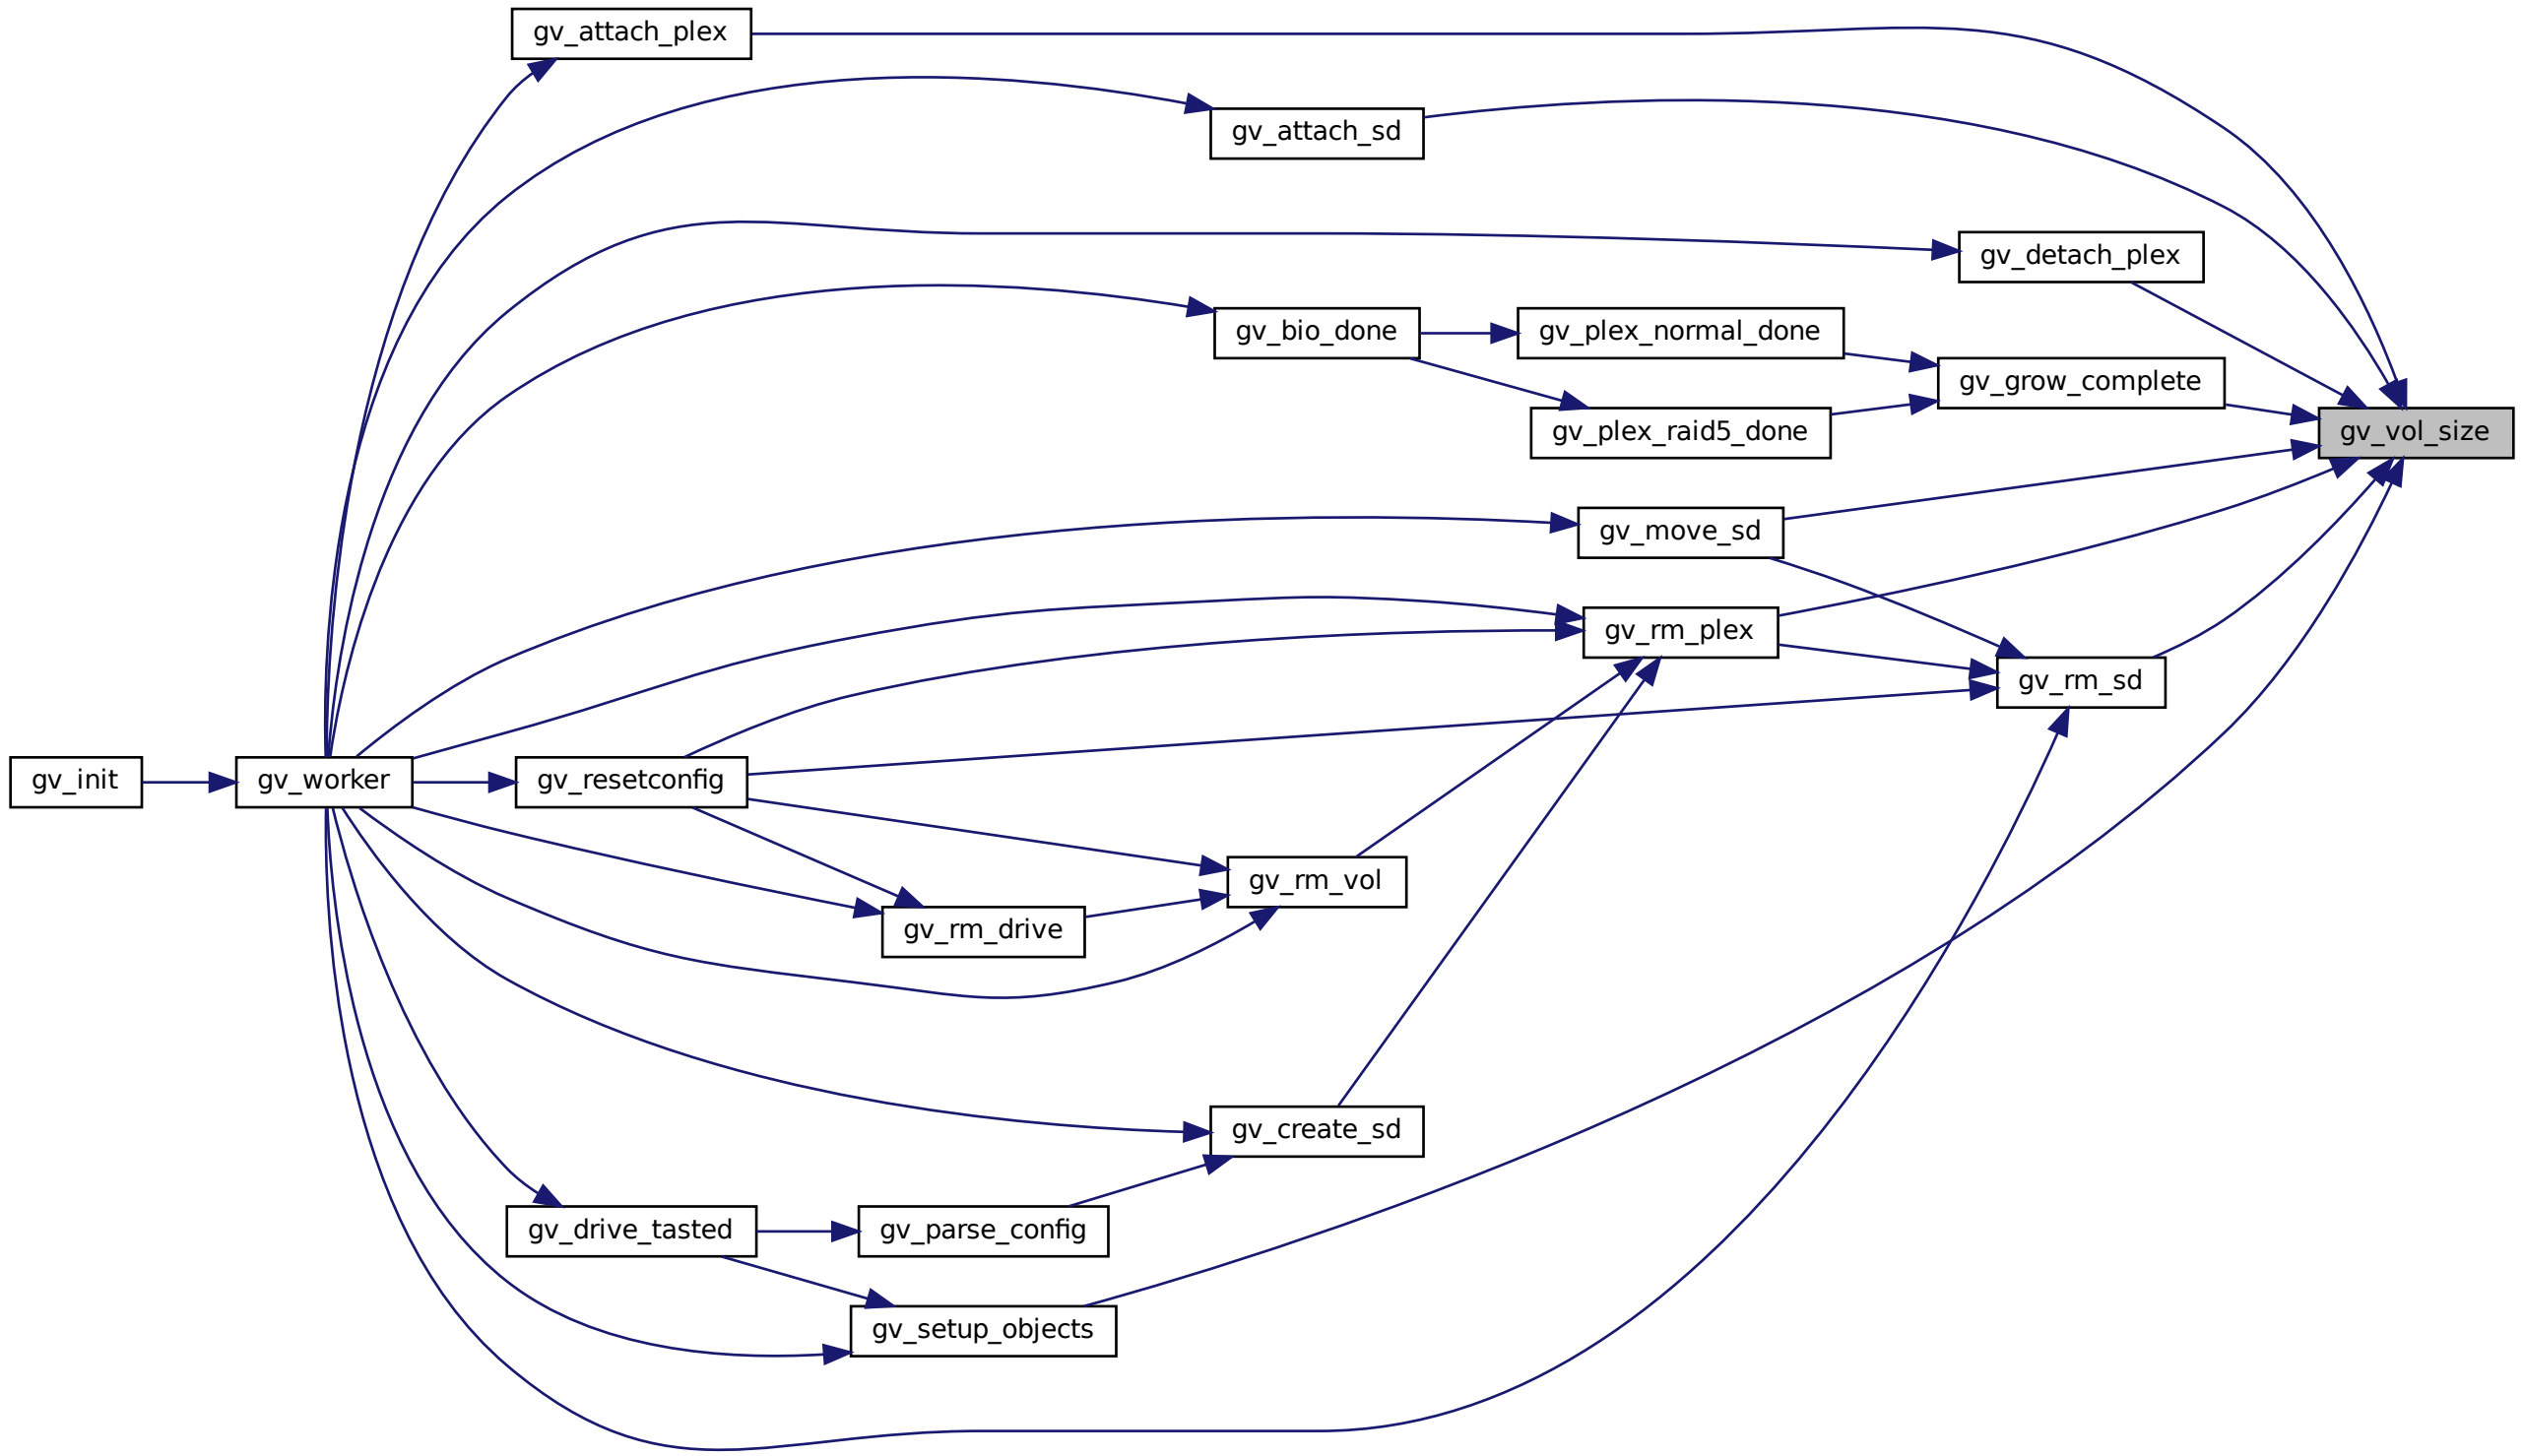 gv_attach_plex
gv_attach_sd
gv_detach_plex
gv_bio_done
gv_plex_normal_done
gv_grow_complete
gv_plex_raid5_done
gv_vol_size
gv_move_sd
gv_rm_plex
gv_rm_sd
gv_init
gv_worker
gv_resetconfig
gv_rm_vol
gv_rm_drive
gv_create_sd
gv_drive_tasted
gv_parse_config
gv_setup_objects